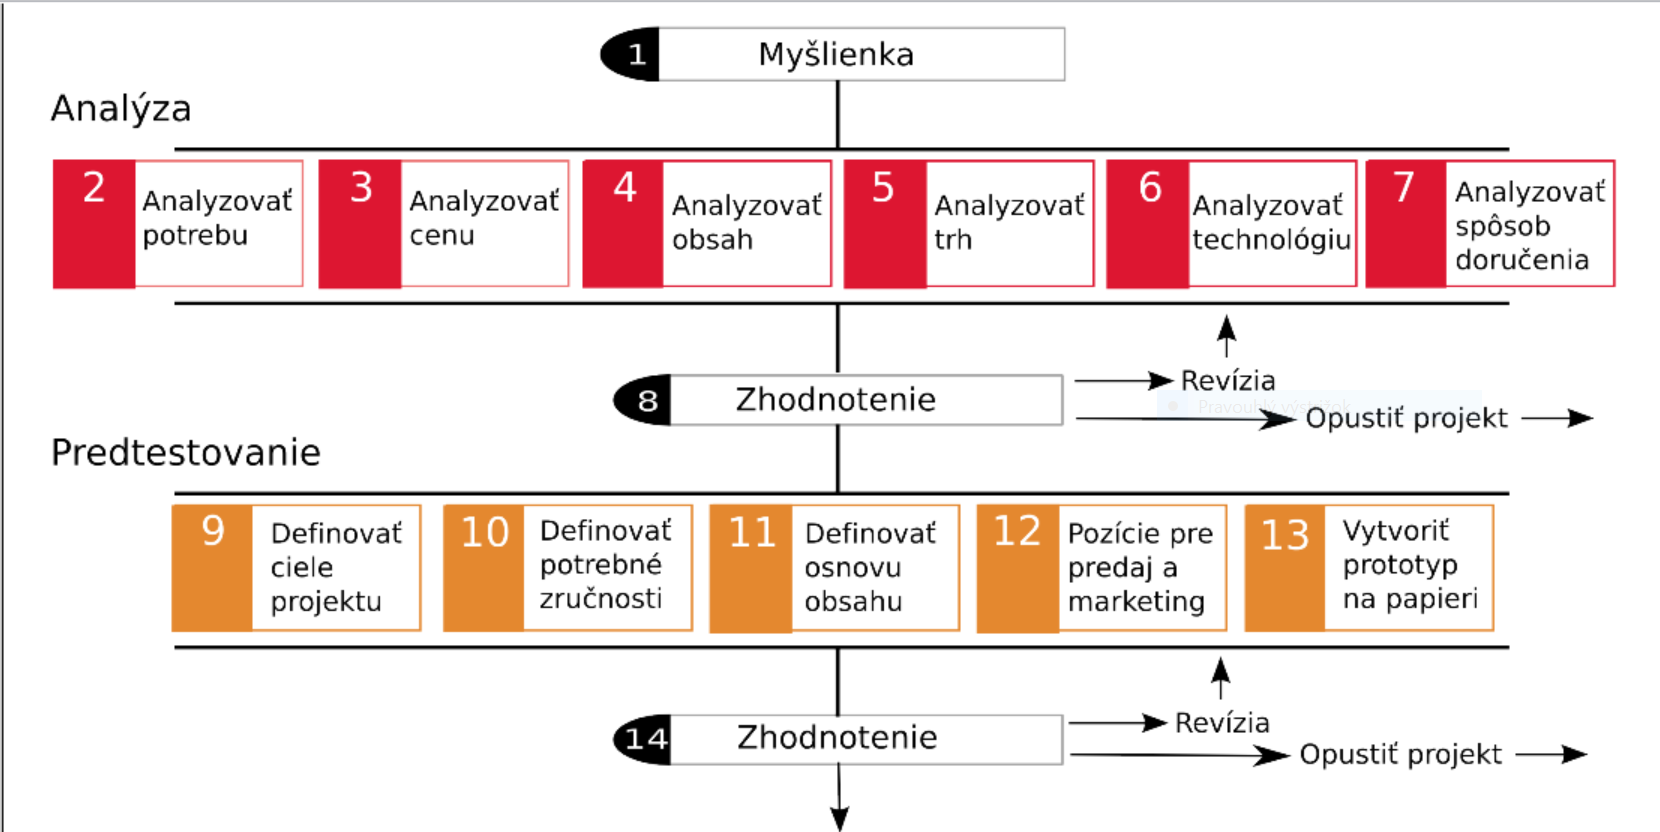 1 Myšlienka
Analýza
2 Analyzovať
potrebu
3 Analyzovať
cenu
4 Analyzovať
obsah
5 Analyzovať
trh
6 Analyzovať
technológiu
7 Analyzovať
spôsob
doručenia
8 Zhodnotenie
Revízia
Pravouhlý výstrižok
Opustiť projekt
Predtestovanie
9 Definovať
ciele
projektu
10 Definovať
potrebné
zručnosti
11 Definovať
osnovu
obsahu
12 Pozície pre
predaj a
marketing
13 Vytvoriť
prototyp
na papieri
14 Zhodnotenie
Revízia
Opustiť projekt